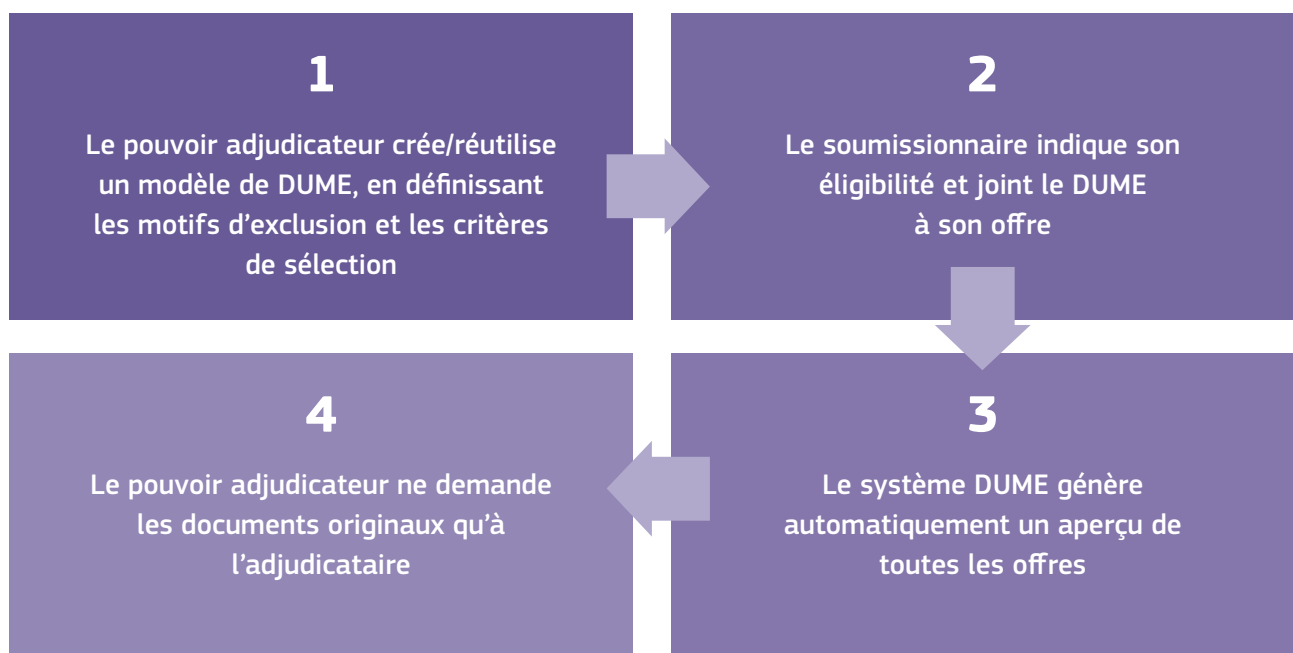 1
Le pouvoir adjudicateur crée/réutilise
un modèle de DUME, en définissant
les motifs d’exclusion et les critères
de sélection
2
Le soumissionnaire indique son
éligibilité et joint le DUME
à son offre
3
Le système DUME génère
automatiquement un aperçu de
toutes les offres
4
Le pouvoir adjudicateur ne demande
les documents originaux qu’à
l’adjudicataire